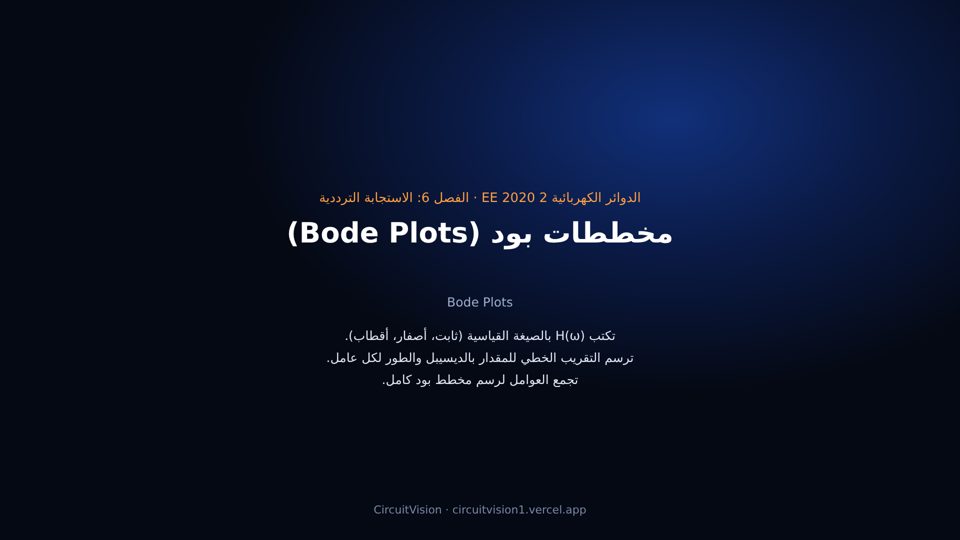 الدوائر الكهربائية 2 EE 2020 · الفصل 6: الاستجابة الترددية
مخططات بود (Bode Plots)
Bode Plots
تكتب H(ω) بالصيغة القياسية (ثابت، أصفار، أقطاب).
ترسم التقريب الخطي للمقدار بالديسيبل والطور لكل عامل.
تجمع العوامل لرسم مخطط بود كامل.
CircuitVision · circuitvision1.vercel.app